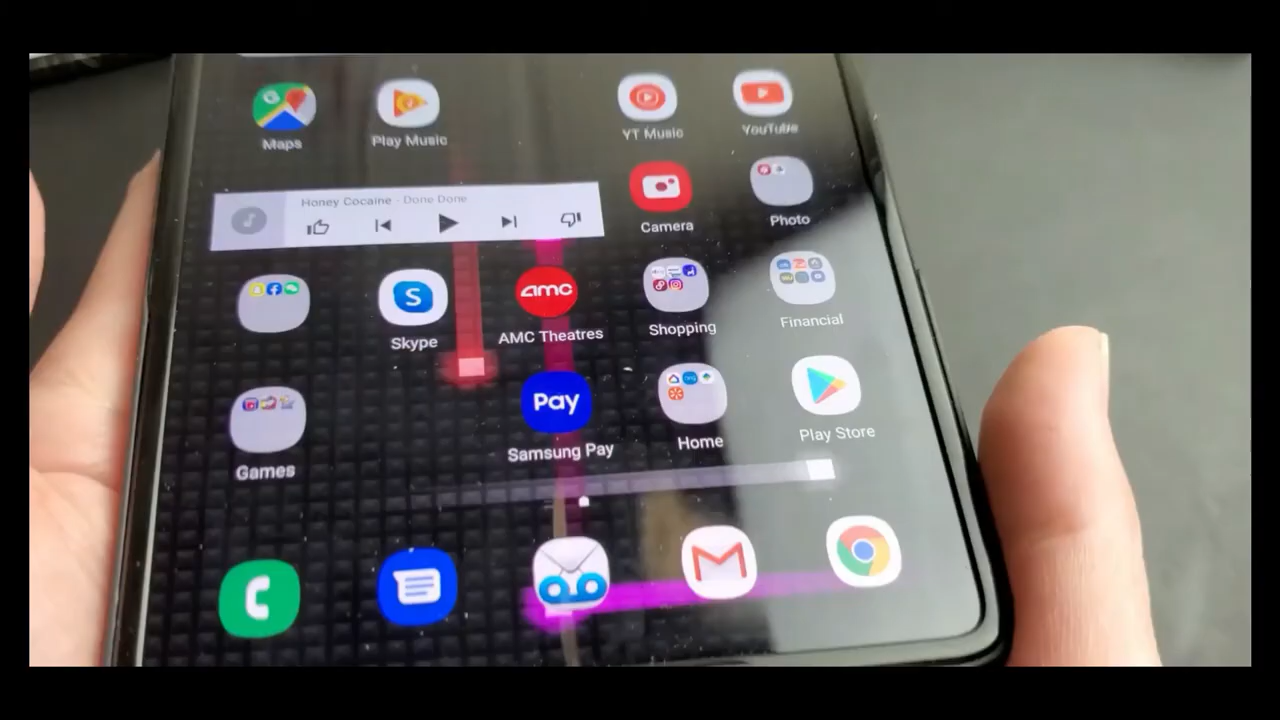 Maps
Play Music
YT Music
YouTube
Honey Cocaine - Done Done
Camera
Photo
S
Skype
amc
AMC Theatres
Shopping
Financial
Games
Pay
Samsung Pay
Home
Play Store